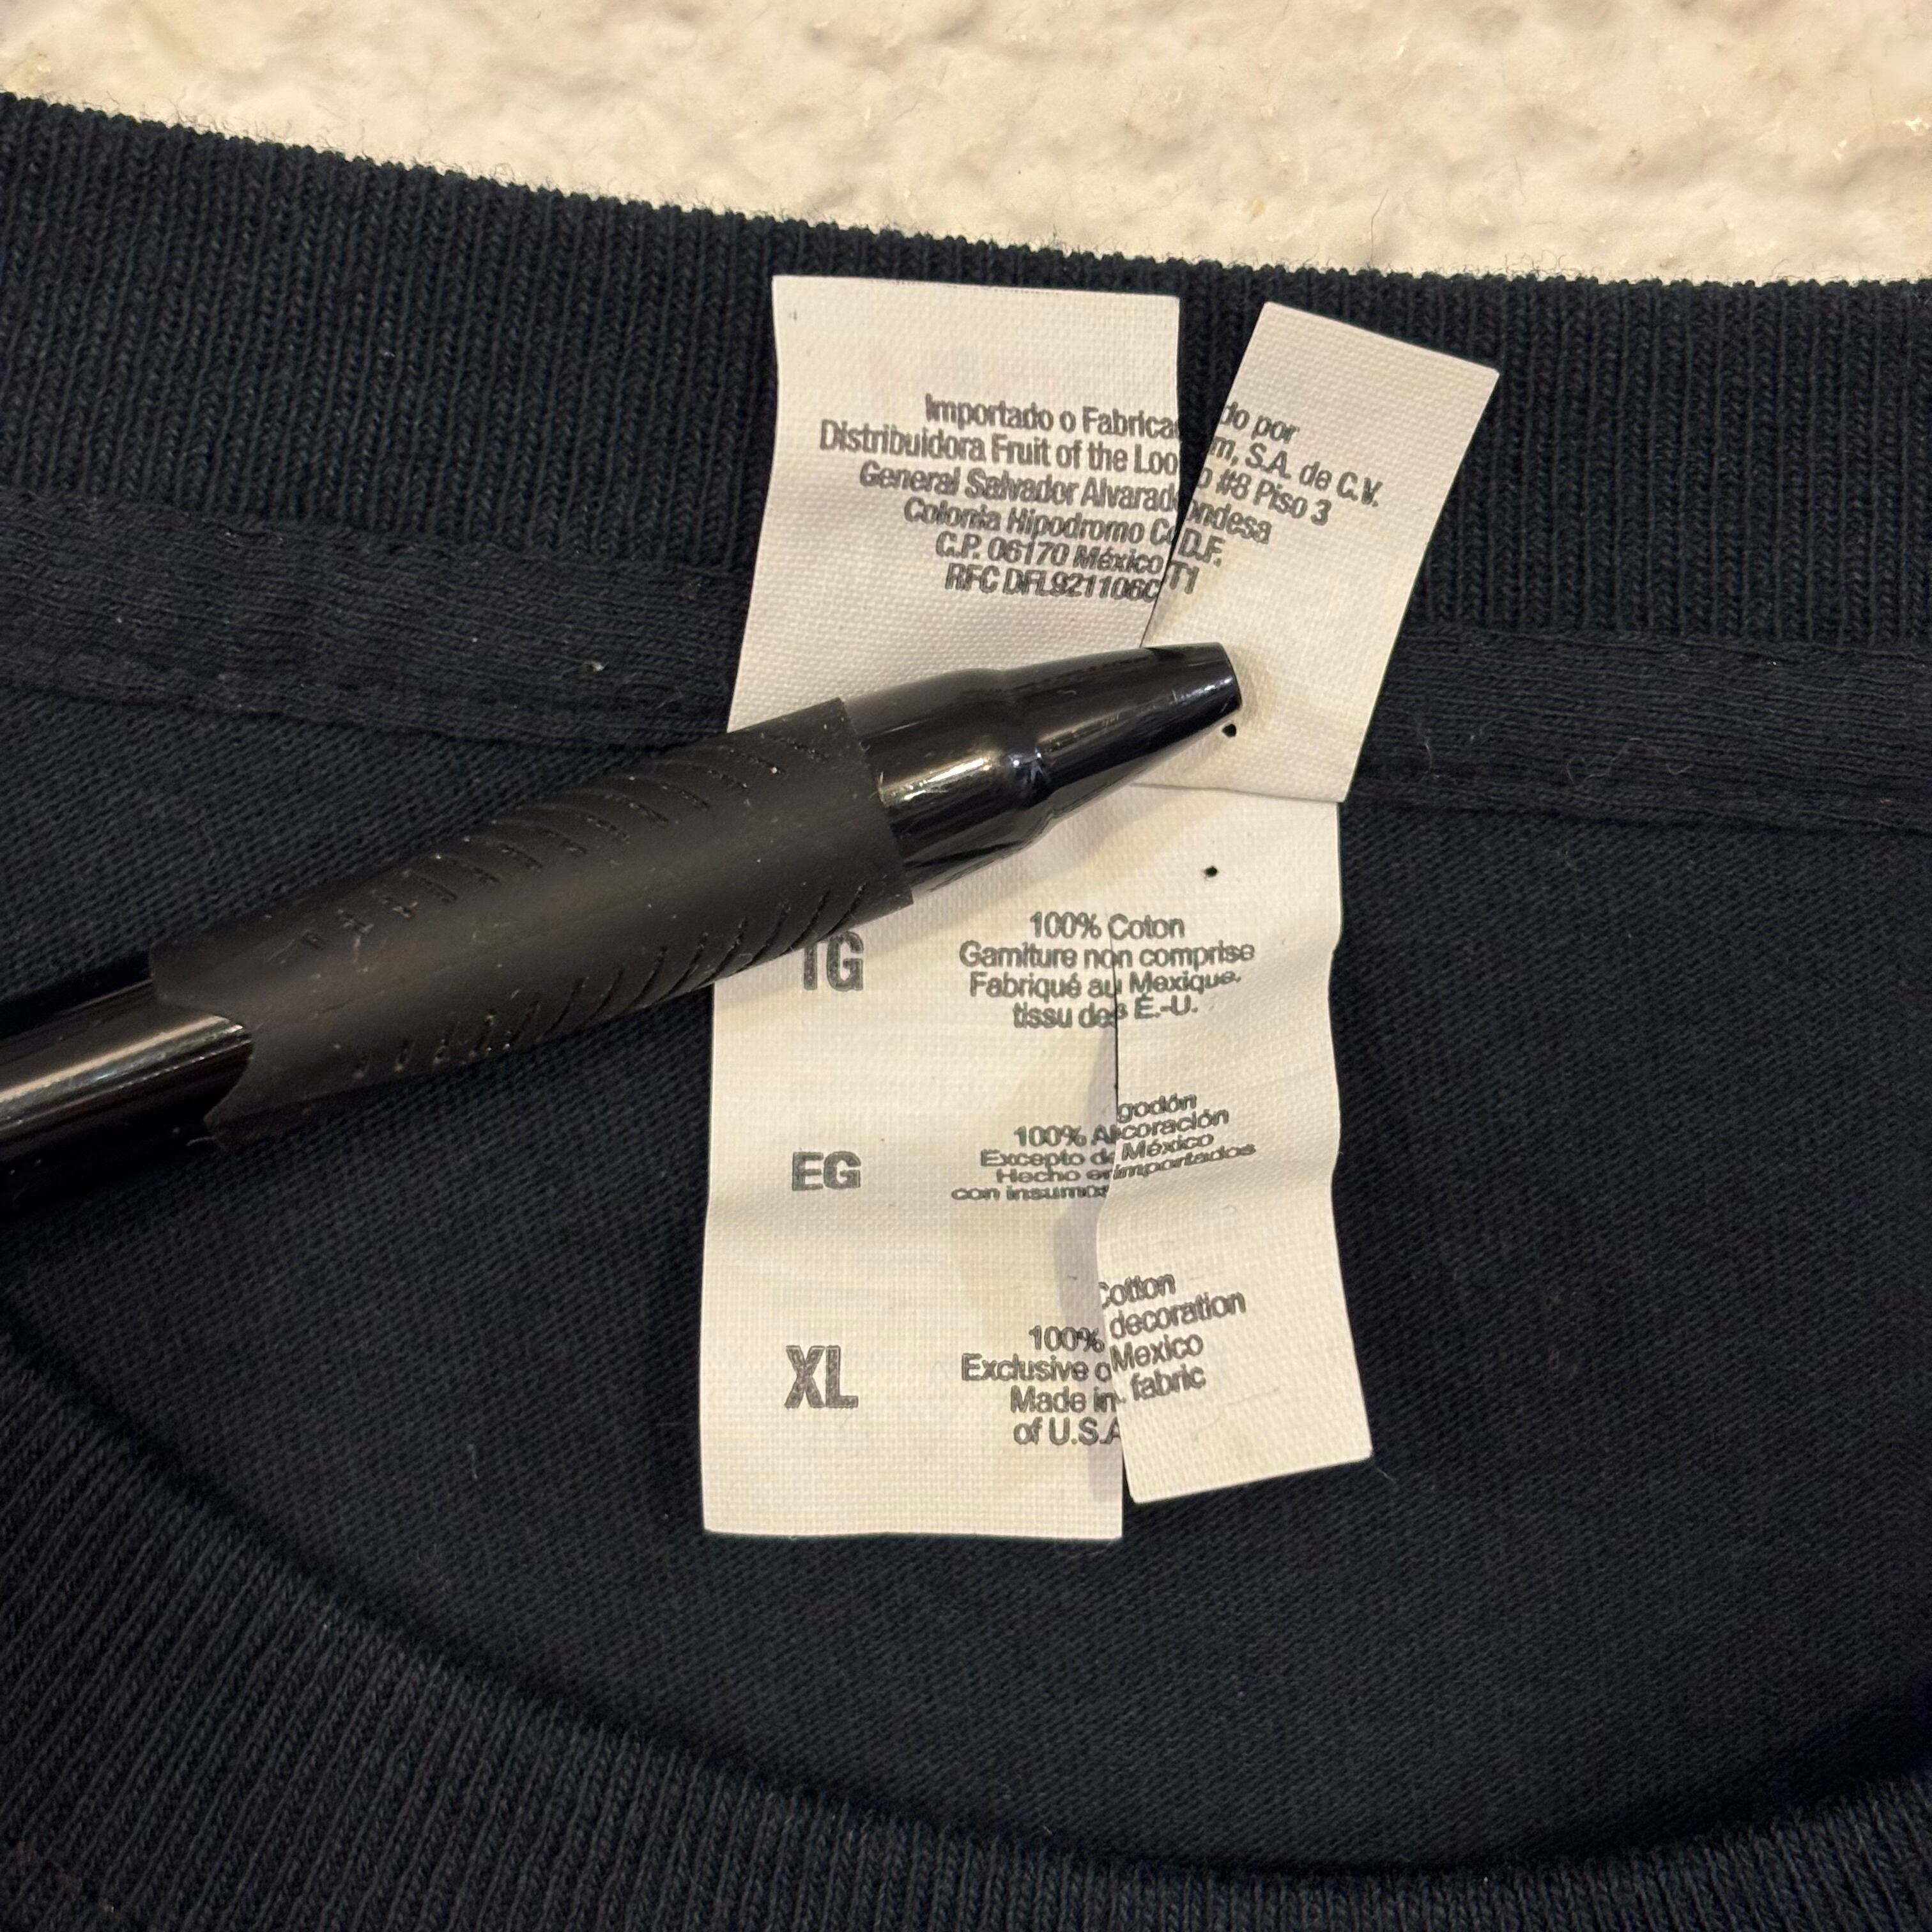 Importado o Fabricado por
Distribuidora Fruit of the Loom, S.A. de C.V.
General Salvador Alvarado #8 Piso 3
Colonia Hipodromo Condesa
C.P. 06170 México D.F.
RFC DFL921106CT1
TG
100% Coton
Garniture non comprise
Fabriqué au Mexique,
tissu des É.-U.
EG
100% Algodón
Excepto decoración
Hecho en México
con insumos importados
XL
100% Cotton
Exclusive of decoration
Made in Mexico
of U.S.A. fabric